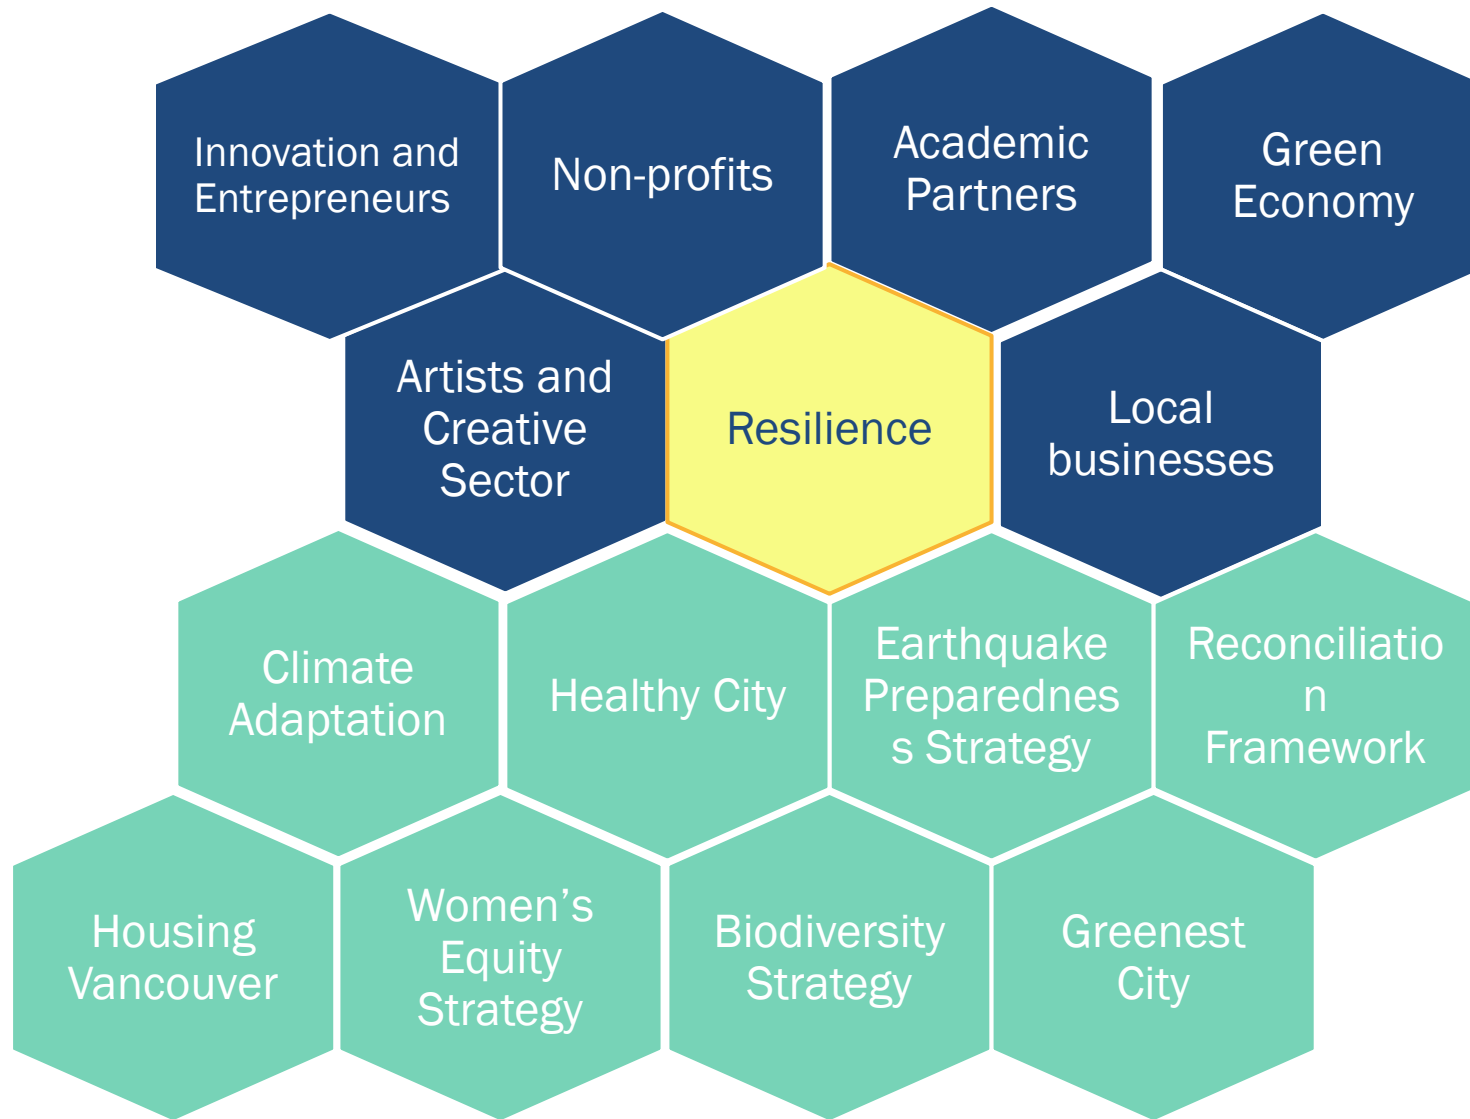 Innovation and
Entrepreneurs
Non-profits
Academic
Partners
Green
Economy
Artists and
Creative
Sector
Resilience
Local
businesses
Climate
Adaptation
Healthy City
Earthquake
Preparednes
s Strategy
Reconciliatio
n
Framework
Housing
Vancouver
Women’s
Equity
Strategy
Biodiversity
Strategy
Greenest
City